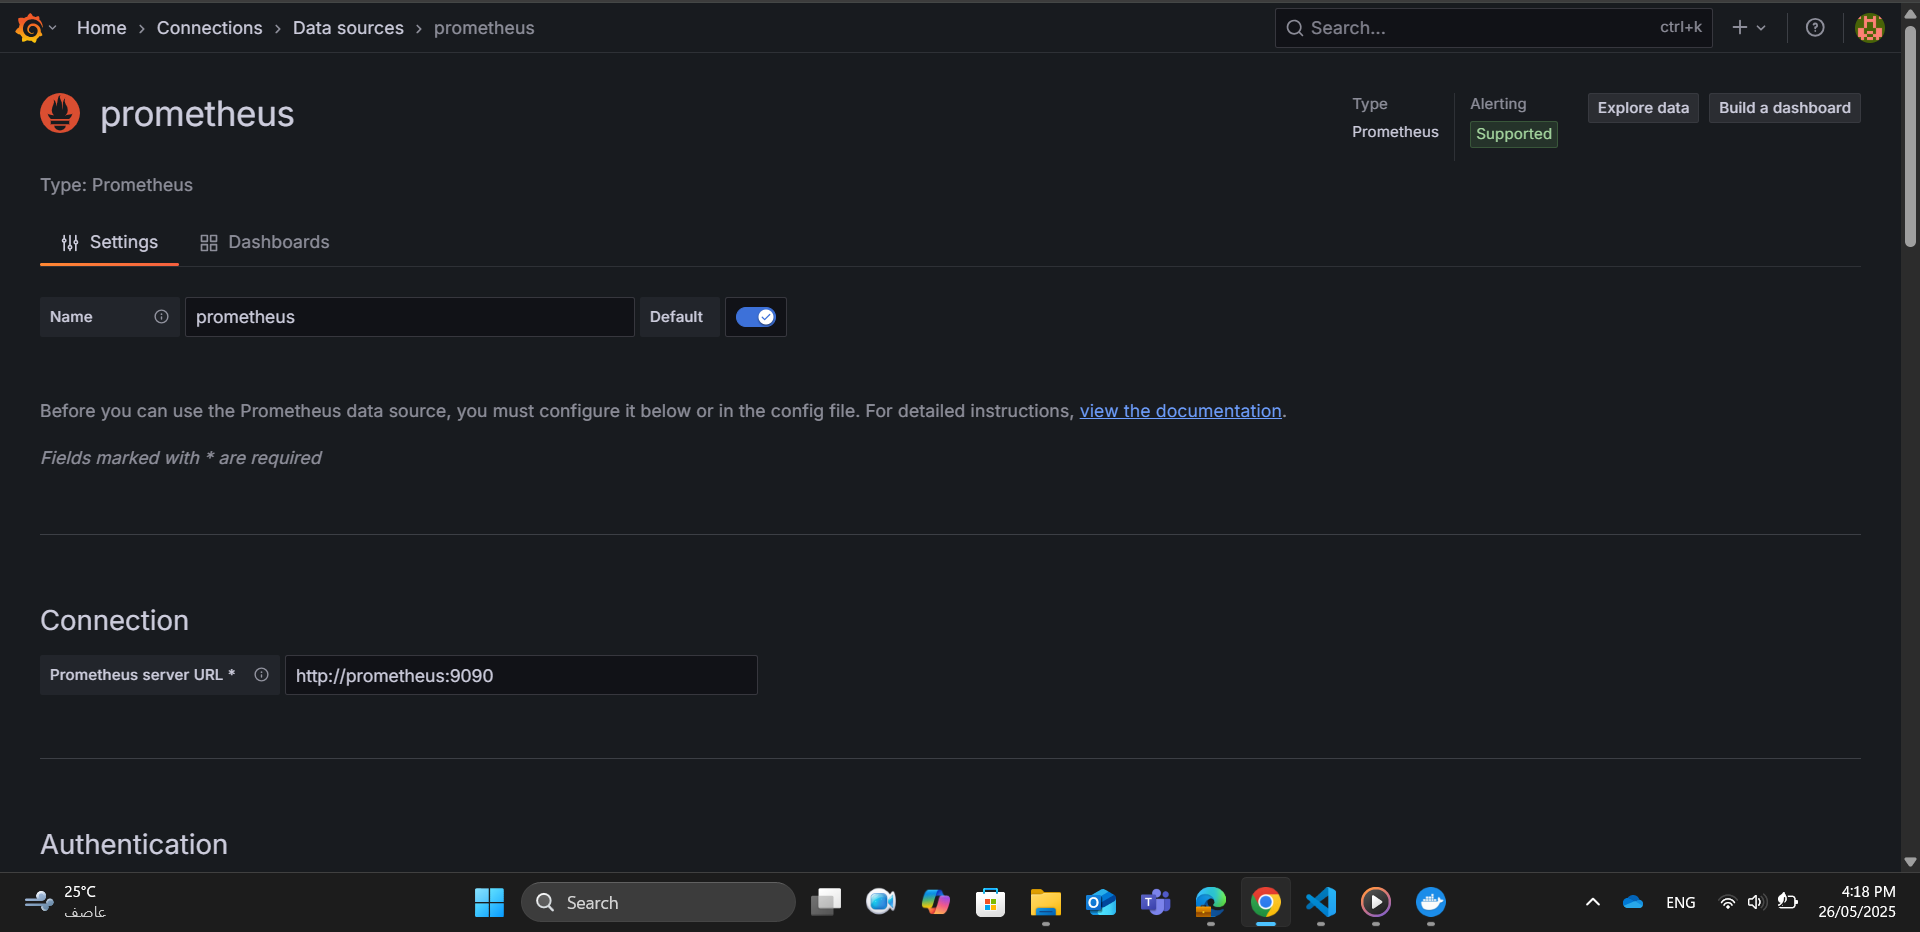 Home › Connections › Data sources › prometheus
Search... ctrl+k
prometheus
Type
Prometheus
Alerting
Supported
Explore data
Build a dashboard
Type: Prometheus
Settings
Dashboards
Name
prometheus
Default
Before you can use the Prometheus data source, you must configure it below or in the config file. For detailed instructions, view the documentation.
Fields marked with * are required
Connection
Prometheus server URL *
http://prometheus:9090
Authentication
25°C
عاصف
Search
ENG
4:18 PM
26/05/2025